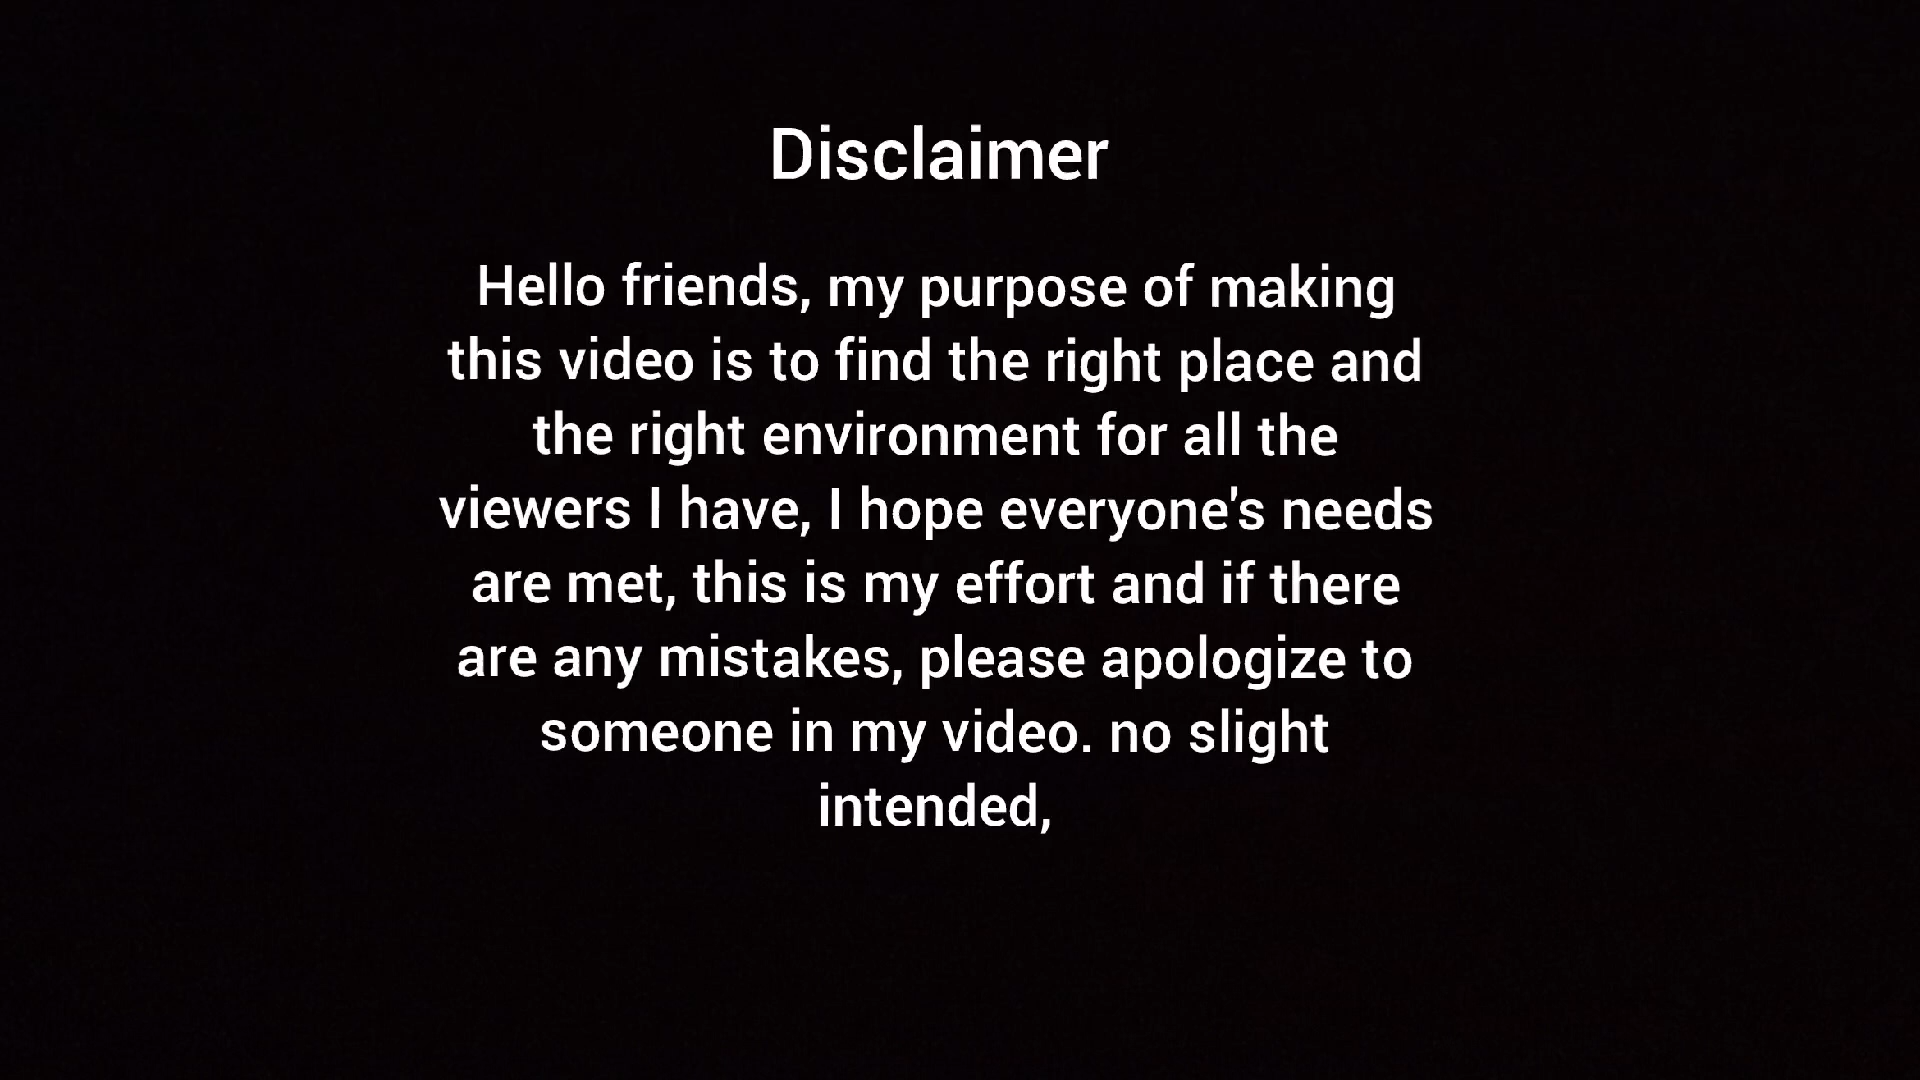 Disclaimer
Hello friends, my purpose of making
this video is to find the right place and
the right environment for all the
viewers I have, I hope everyone's needs
are met, this is my effort and if there
are any mistakes, please apologize to
someone in my video. no slight
intended,